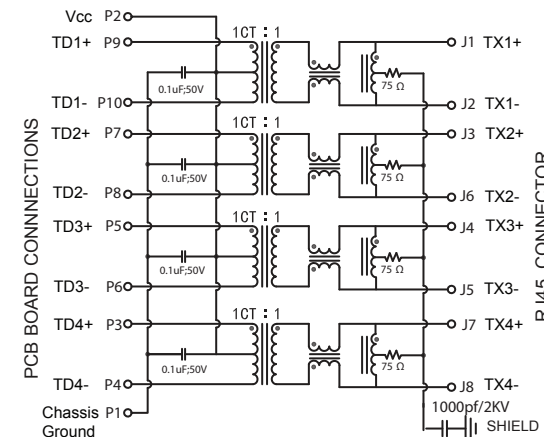 Vcc P2
TD1+ P9
1CT : 1
J1 TX1+
0.1uF;50V
75 Ω
TD1- P10
J2 TX1-
TD2+ P7
1CT : 1
J3 TX2+
0.1uF;50V
75 Ω
TD2- P8
J6 TX2-
TD3+ P5
1CT : 1
J4 TX3+
0.1uF;50V
75 Ω
TD3- P6
J5 TX3-
TD4+ P3
1CT : 1
J7 TX4+
0.1uF;50V
75 Ω
TD4- P4
J8 TX4-
Chassis P1
Ground
1000pf/2KV
SHIELD
PCB BOARD CONNNECTIONS
RJ45 CONNECTOR